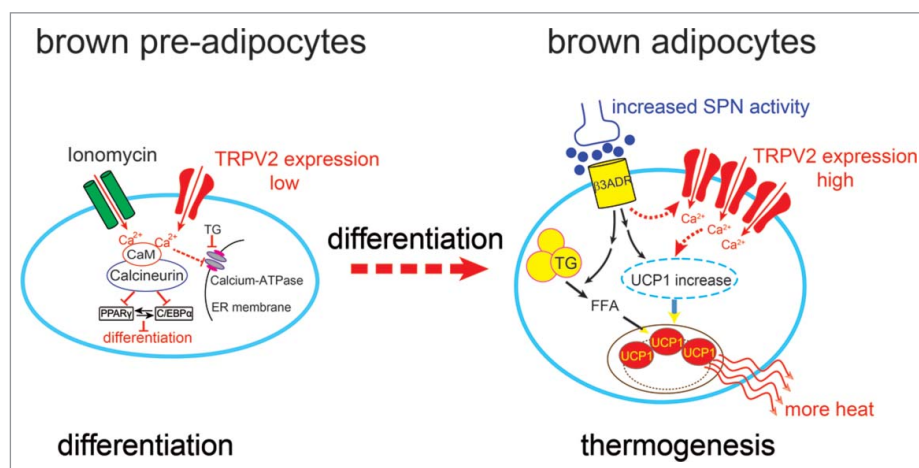 brown pre-adipocytes
Ionomycin
TRPV2 expression
low
Ca²⁺
Ca²⁺
CaM
Calcineurin
TG
Calcium-ATPase
ER membrane
PPARγ
C/EBPα
differentiation
differentiation
differentiation
brown adipocytes
increased SPN activity
β3ADR
TRPV2 expression
high
Ca²⁺
Ca²⁺
Ca²⁺
TG
FFA
UCP1 increase
UCP1
UCP1
UCP1
more heat
thermogenesis